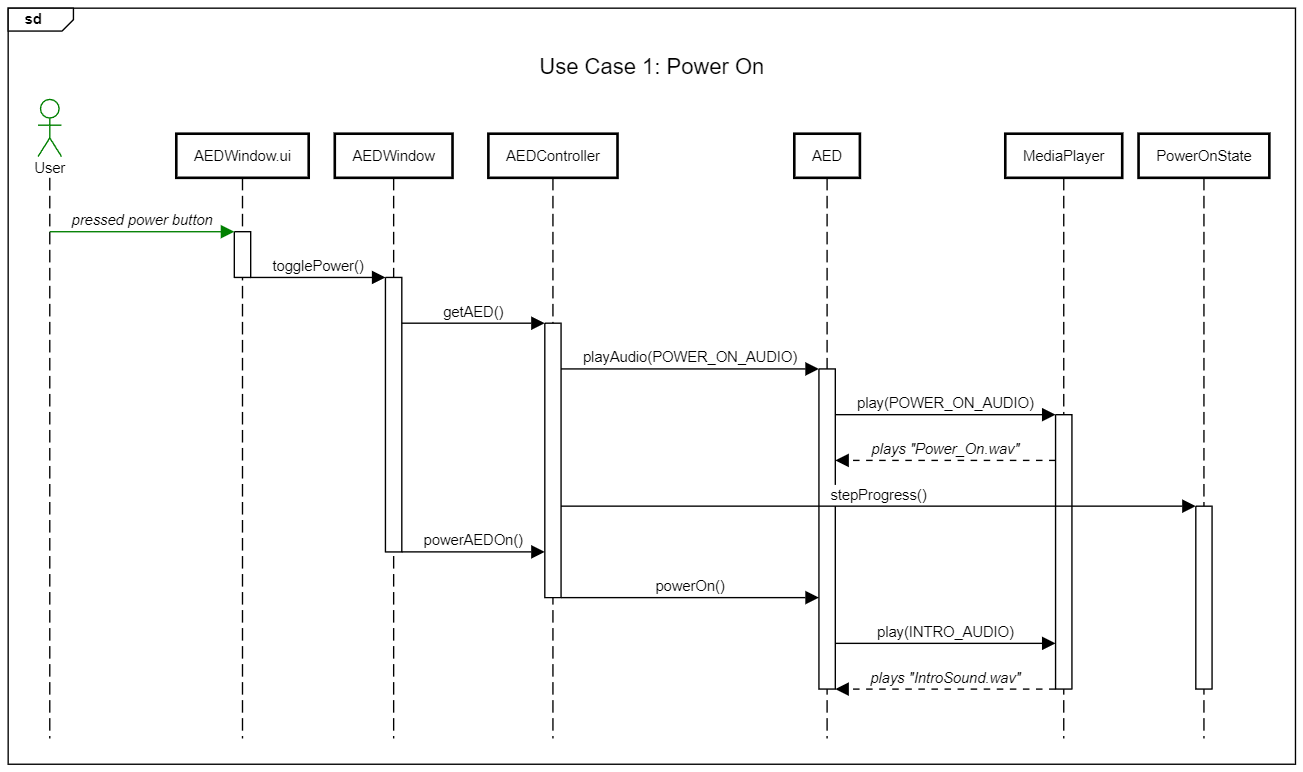 sd
Use Case 1: Power On
User
AEDWindow.ui
AEDWindow
AEDController
AED
MediaPlayer
PowerOnState
pressed power button
togglePower()
getAED()
playAudio(POWER_ON_AUDIO)
play(POWER_ON_AUDIO)
plays "Power_On.wav"
stepProgress()
powerAEDOn()
powerOn()
play(INTRO_AUDIO)
plays "IntroSound.wav"